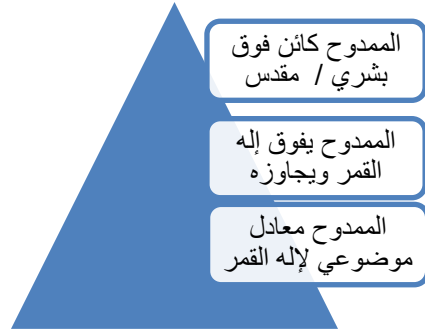 الممدوح كائن فوق
بشري / مقدس
الممدوح يفوق إله
القمر ويجاوزه
الممدوح معادل
موضوعي لإله القمر